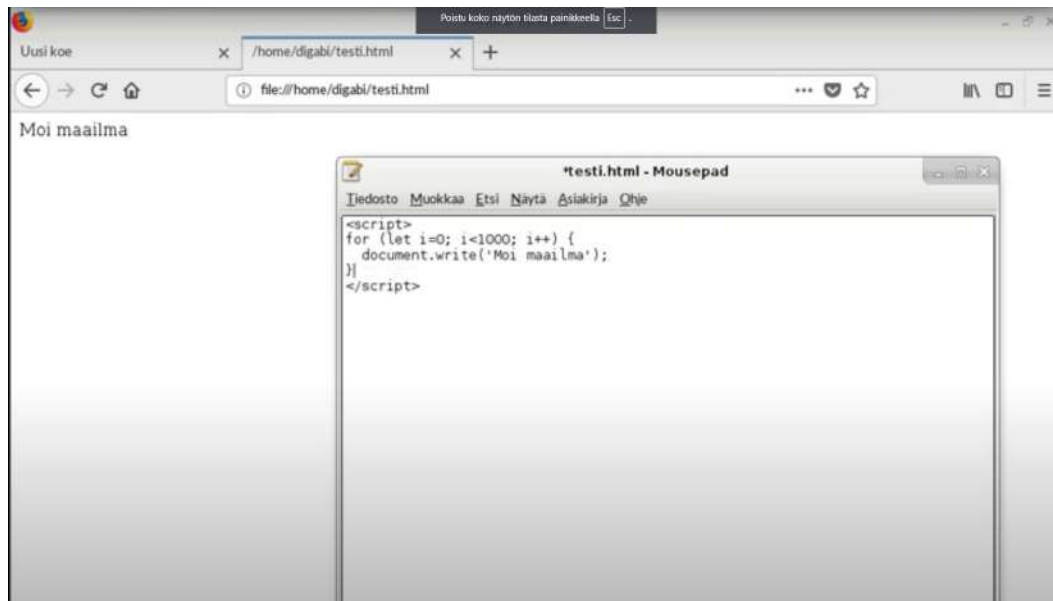 Poistu koko näytön tilasta painikkeella Esc .
Uusi koe
/home/digabi/testi.html
file:///home/digabi/testi.html
Moi maailma
*testi.html - Mousepad
Tiedosto Muokkaa Etsi Näytä Asiakirja Ohje
<script>
for (let i=0; i<1000; i++) {
  document.write('Moi maailma');
}
</script>